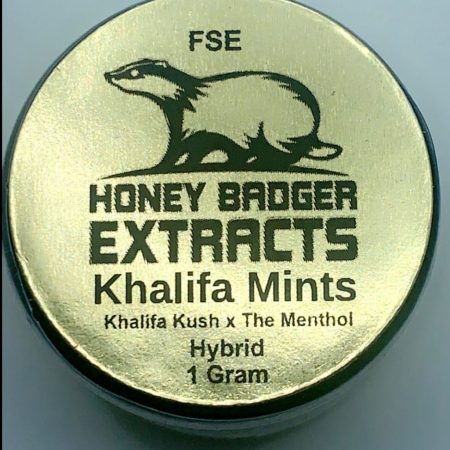 FSE
HONEY BADGER
EXTRACTS
Khalifa Mints
Khalifa Kush x The Menthol
Hybrid
1 Gram